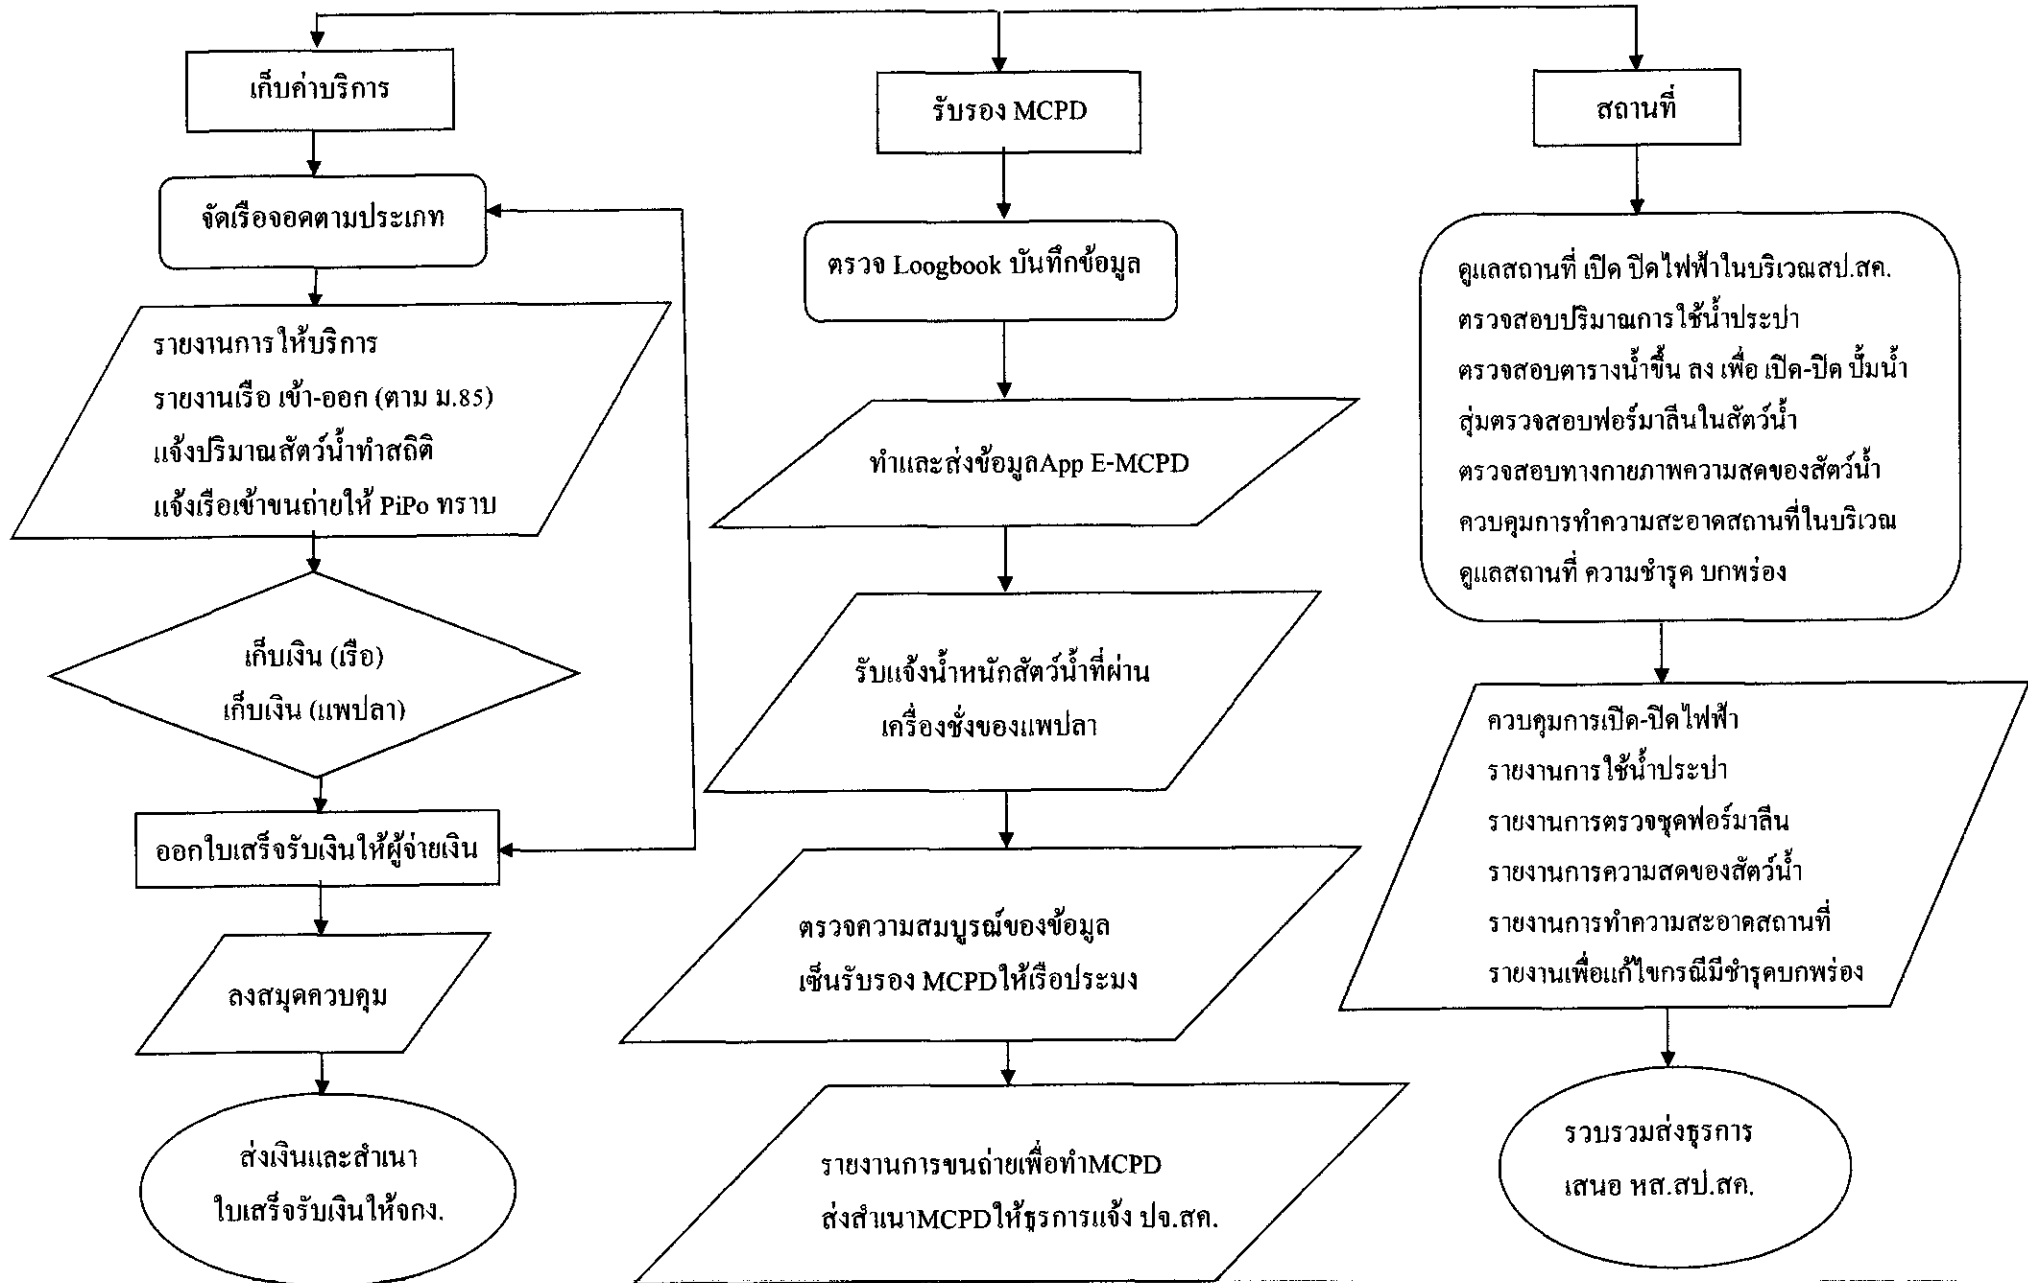 เก็บค่าบริการ
จัดเรือจอดตามประเภท
รายงานการให้บริการ
รายงานเรือ เข้า-ออก (ตาม ม.85)
แจ้งปริมาณสัตว์น้ำทำสถิติ
แจ้งเรือเข้าขนถ่ายให้ PiPo ทราบ
เก็บเงิน (เรือ)
เก็บเงิน (แพปลา)
ออกใบเสร็จรับเงินให้ผู้จ่ายเงิน
ลงสมุดควบคุม
ส่งเงินและสำเนา
ใบเสร็จรับเงินให้จกง.
รับรอง MCPD
ตรวจ Loogbook บันทึกข้อมูล
ทำและส่งข้อมูลApp E-MCPD
รับแจ้งน้ำหนักสัตว์น้ำที่ผ่าน
เครื่องชั่งของแพปลา
ตรวจความสมบูรณ์ของข้อมูล
เซ็นรับรอง MCPDให้เรือประมง
รายงานการขนถ่ายเพื่อทำMCPD
ส่งสำเนาMCPDให้ธุรการแจ้ง ปจ.สค.
สถานที่
ดูแลสถานที่ เปิด ปิดไฟฟ้าในบริเวณสป.สค.
ตรวจสอบปริมาณการใช้น้ำประปา
ตรวจสอบตารางน้ำขึ้น ลง เพื่อ เปิด-ปิด ปั๊มน้ำ
สุ่มตรวจสอบฟอร์มาลีนในสัตว์น้ำ
ตรวจสอบทางกายภาพความสดของสัตว์น้ำ
ควบคุมการทำความสะอาดสถานที่ในบริเวณ
ดูแลสถานที่ ความชำรุด บกพร่อง
ควบคุมการเปิด-ปิดไฟฟ้า
รายงานการใช้น้ำประปา
รายงานการตรวจชุดฟอร์มาลีน
รายงานการความสดของสัตว์น้ำ
รายงานการทำความสะอาดสถานที่
รายงานเพื่อแก้ไขกรณีมีชำรุดบกพร่อง
รวบรวมส่งธุรการ
เสนอ หส.สป.สค.